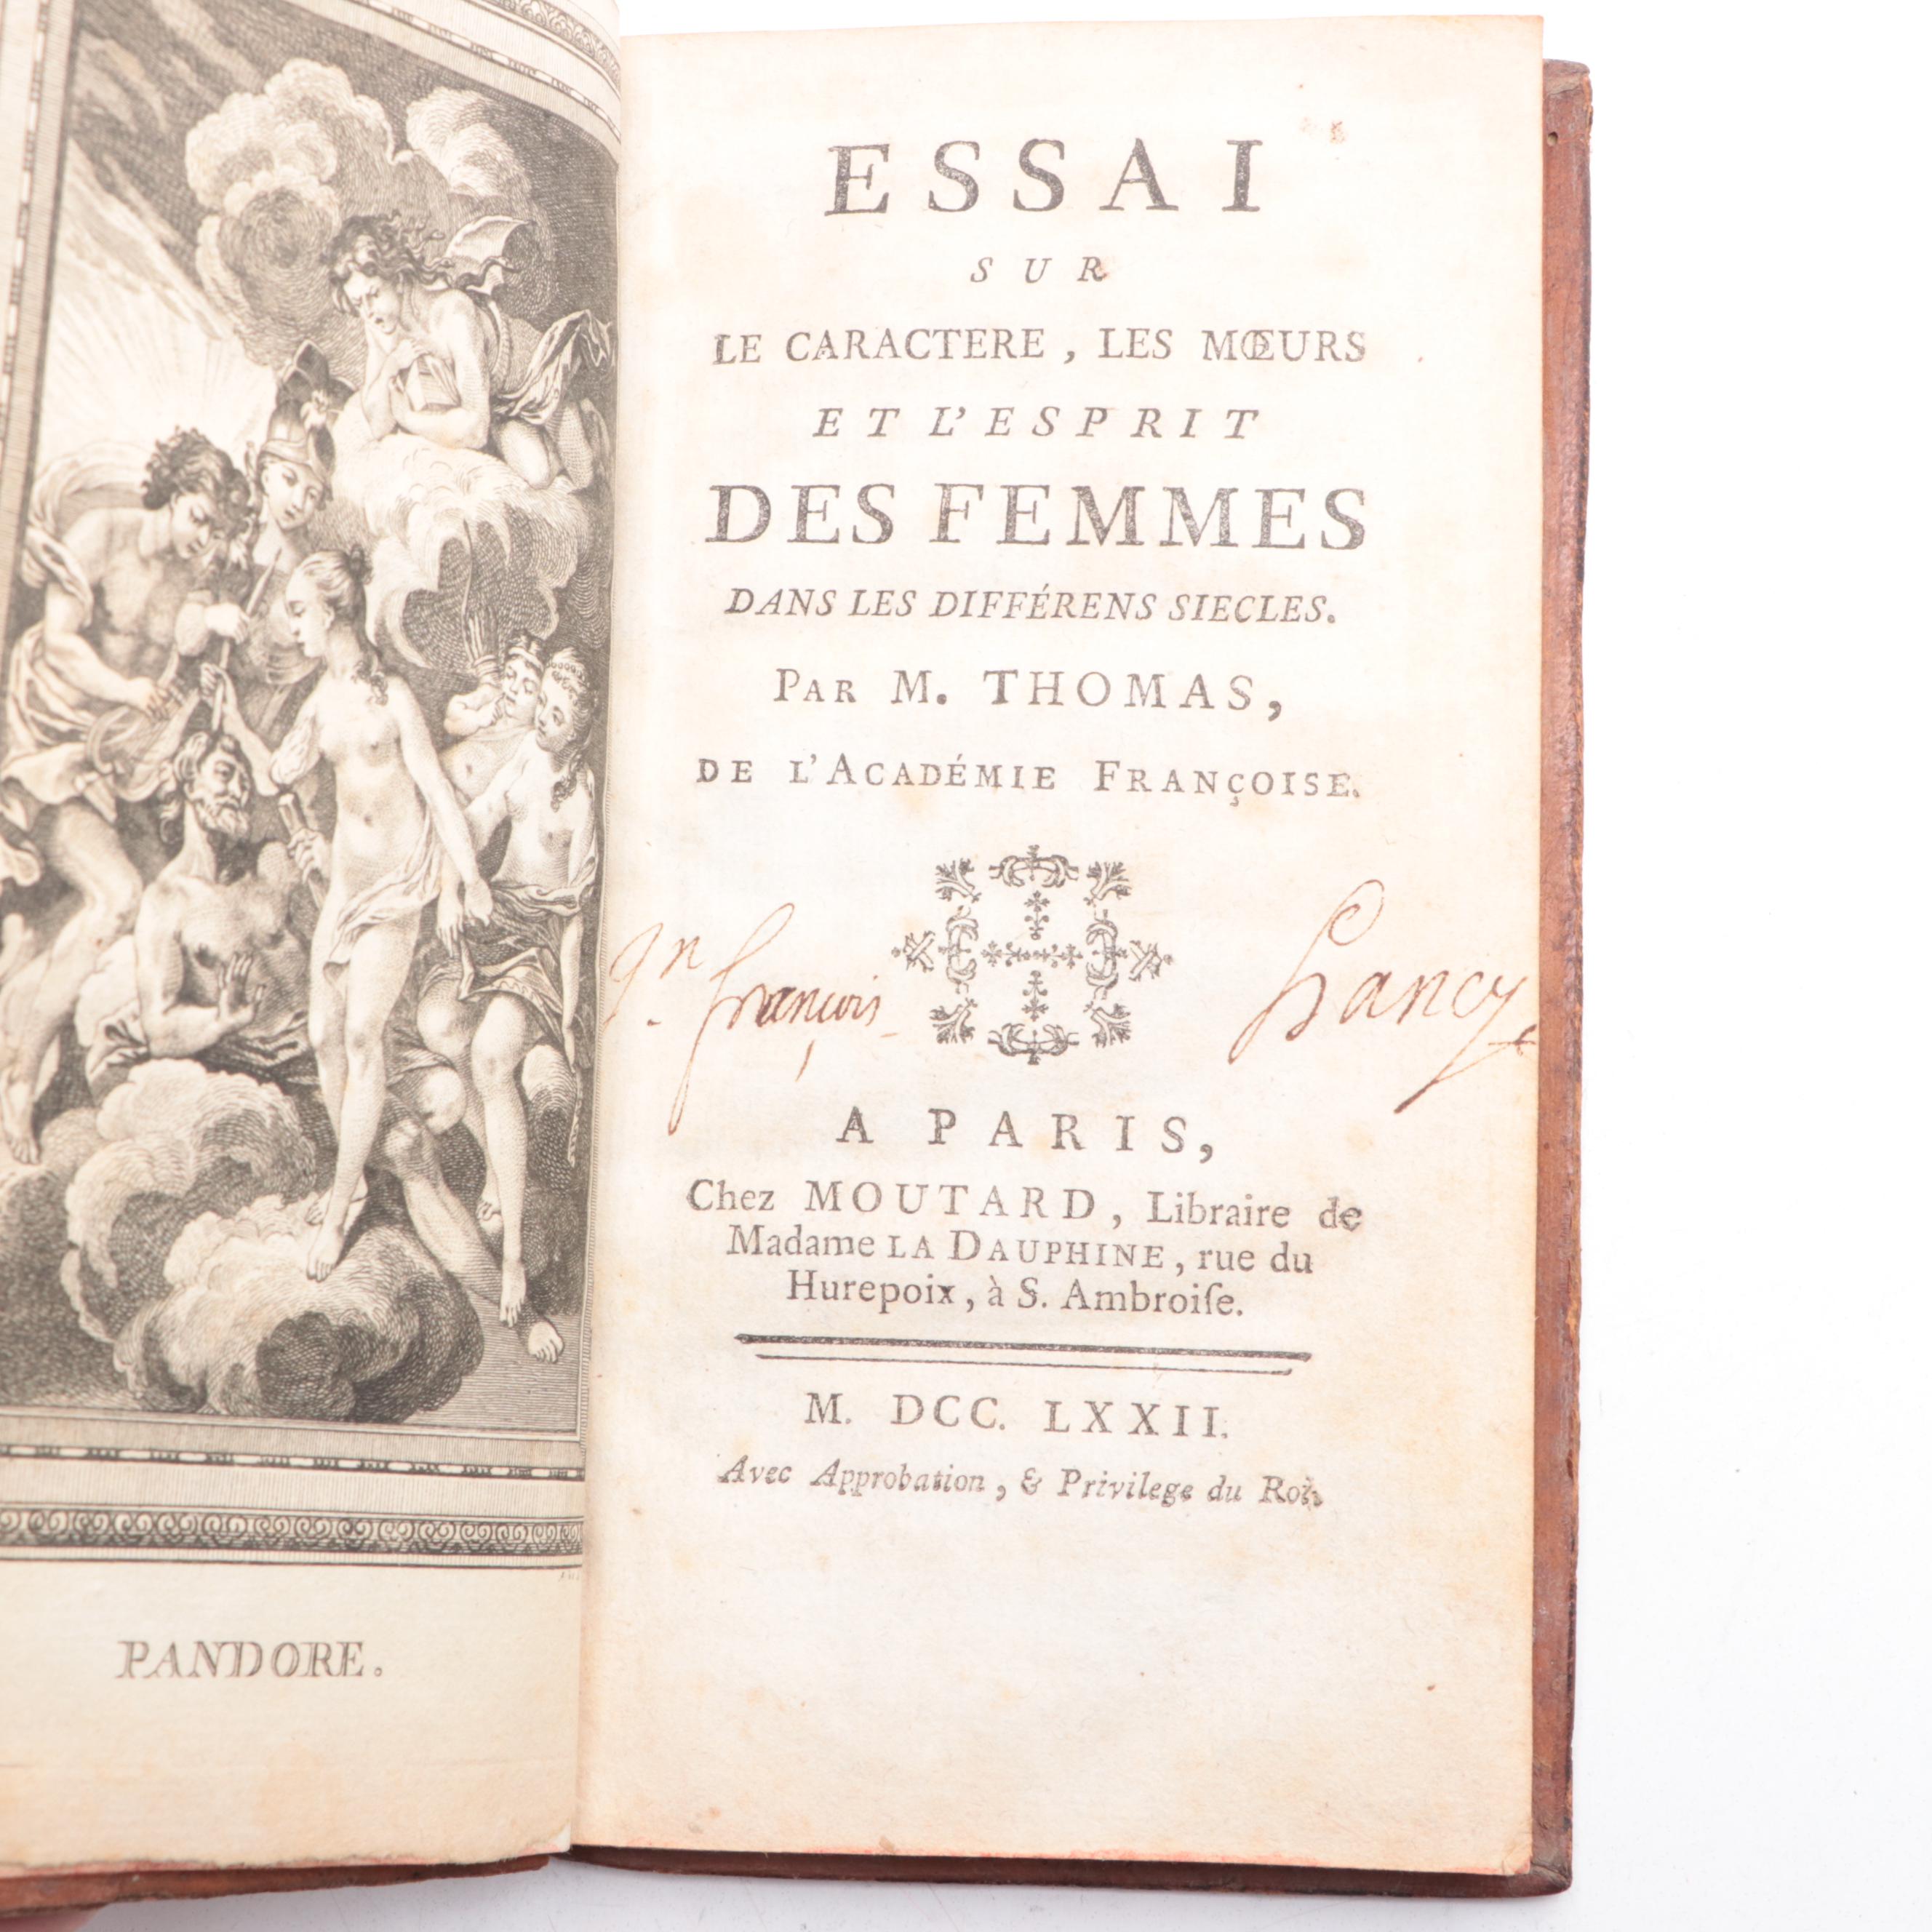 PANDORE.
ESSAI
SUR
LE CARACTERE, LES MŒURS
ET L'ESPRIT
DES FEMMES
DANS LES DIFFÉRENS SIECLES.
PAR M. THOMAS,
DE L'ACADÉMIE FRANÇOISE.
françois Lancy
A PARIS,
Chez MOUTARD, Libraire de
Madame LA DAUPHINE, rue du
Hurepoix, à S. Ambroiſe.
M. DCC. LXXII.
Avec Approbation, & Privilege du Roi.